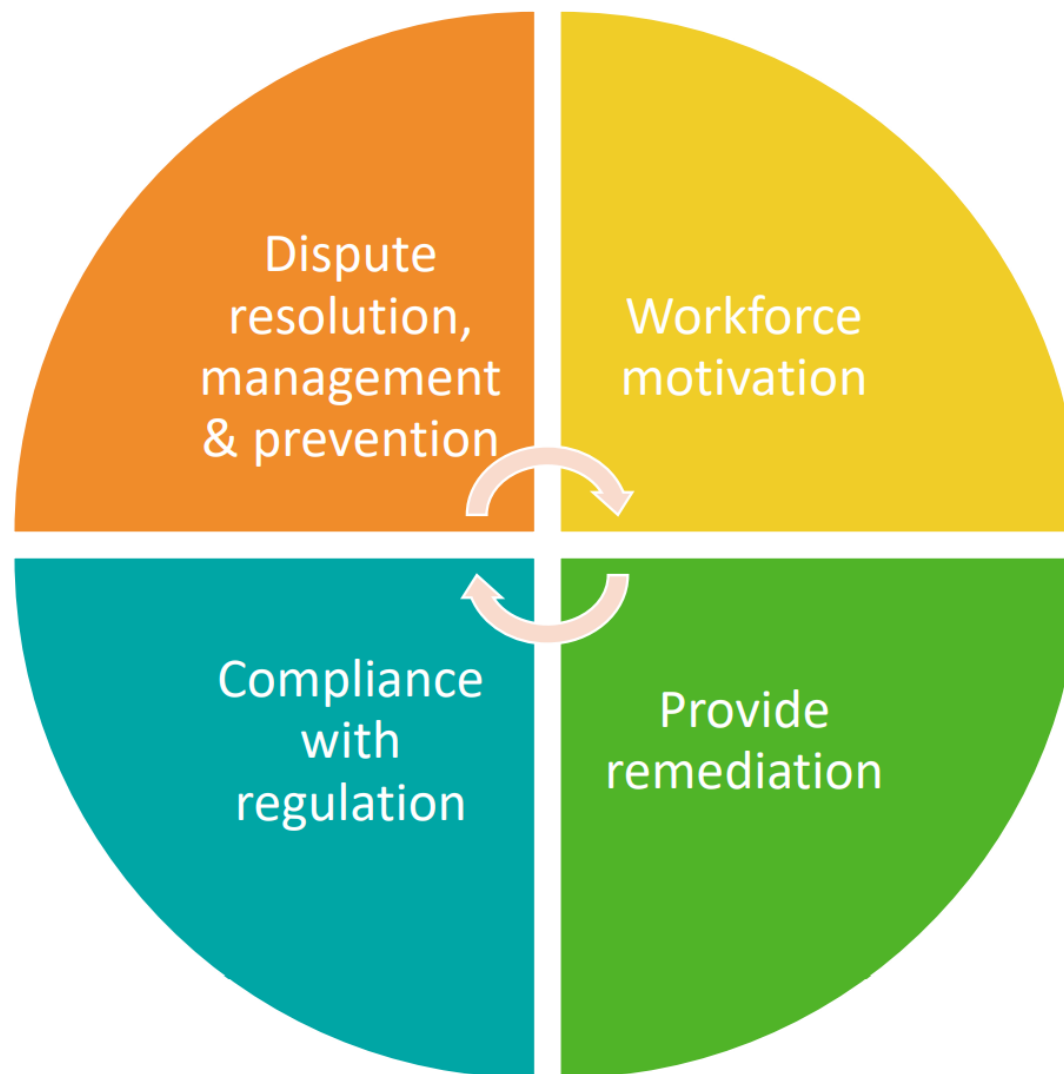 Dispute
resolution,
management
& prevention
Workforce
motivation
Compliance
with
regulation
Provide
remediation